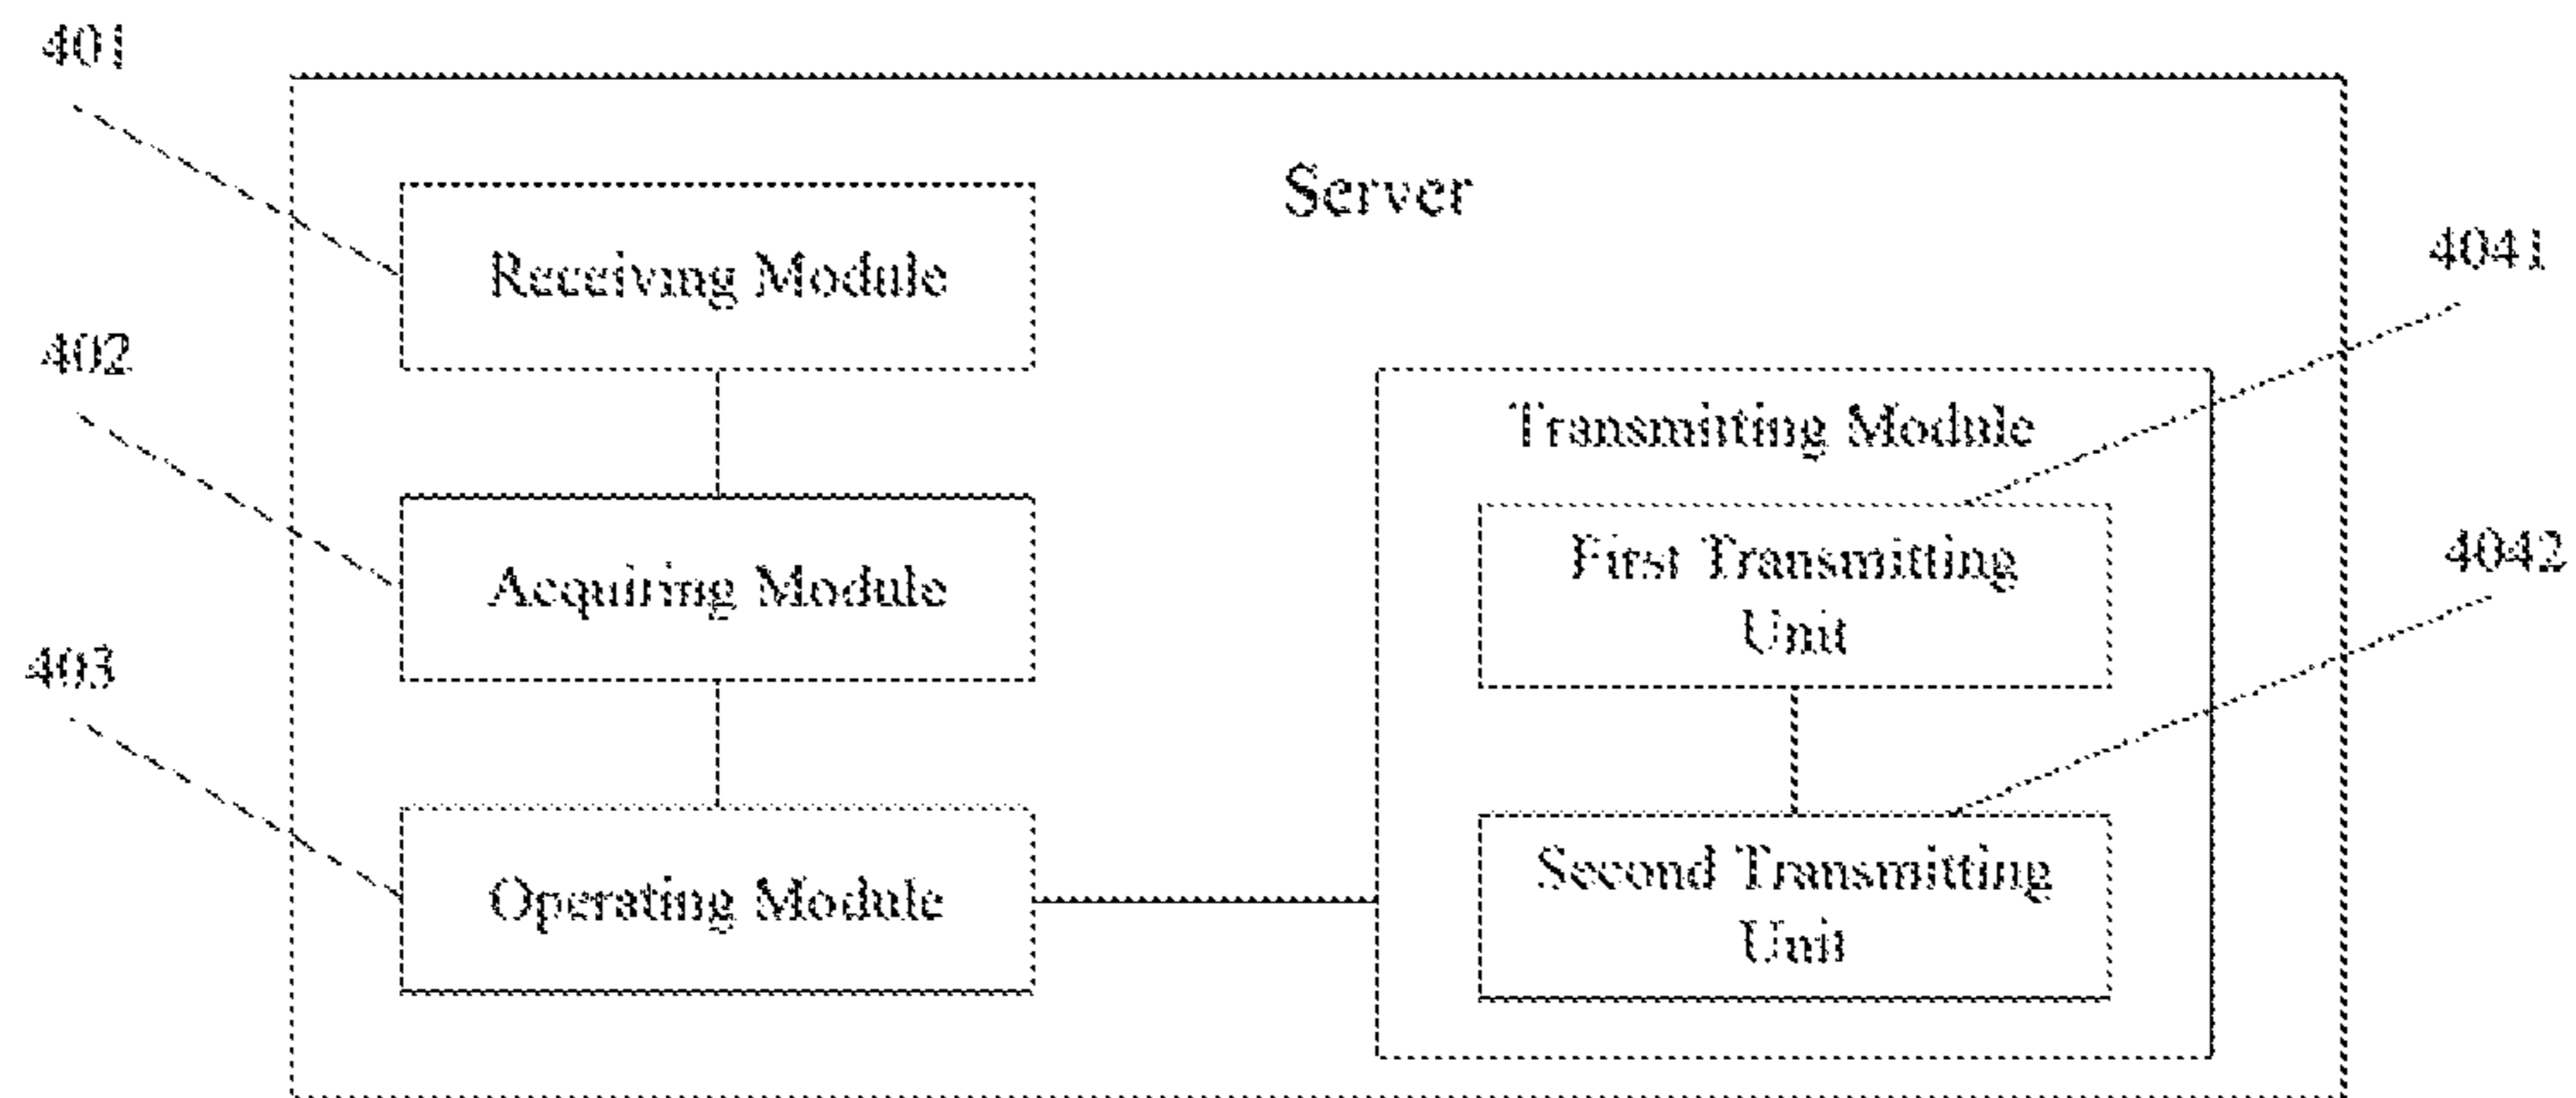 401
Server
Receiving Module
4041
402
Transmitting Module
Acquiring Module
First Transmitting
Unit
4042
403
Operating Module
Second Transmitting
Unit